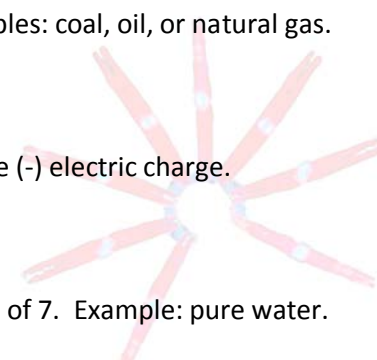 ples: coal, oil, or natural gas.
e (-) electric charge.
of 7.  Example: pure water.